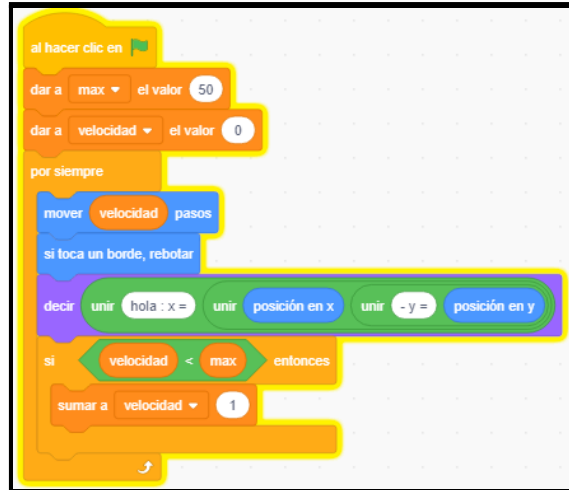 al hacer clic en
dar a max el valor 50
dar a velocidad el valor 0
por siempre
mover velocidad pasos
si toca un borde, rebotar
decir unir hola : x = unir posición en x unir - y = posición en y
si velocidad < max entonces
sumar a velocidad 1